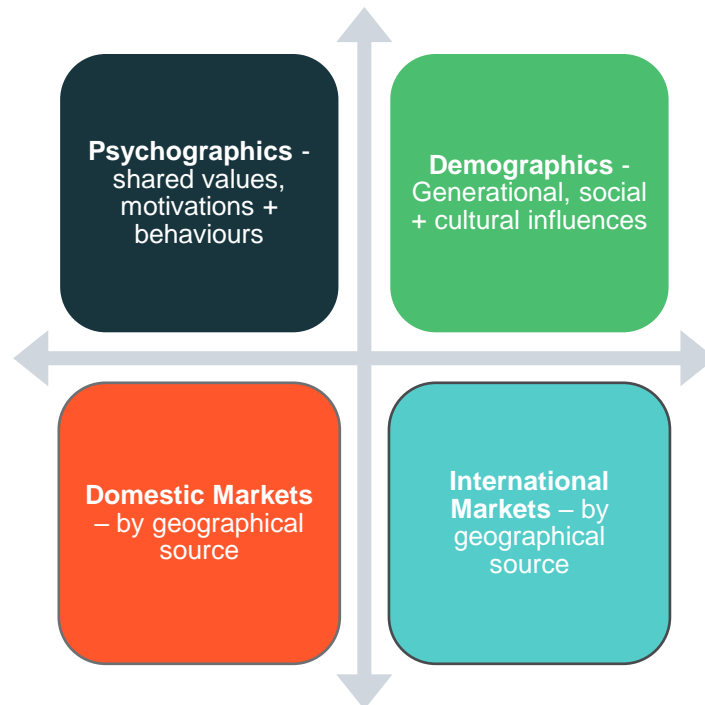 Psychographics -
shared values,
motivations +
behaviours
Demographics -
Generational, social
+ cultural influences
Domestic Markets
– by geographical
source
International
Markets – by
geographical
source